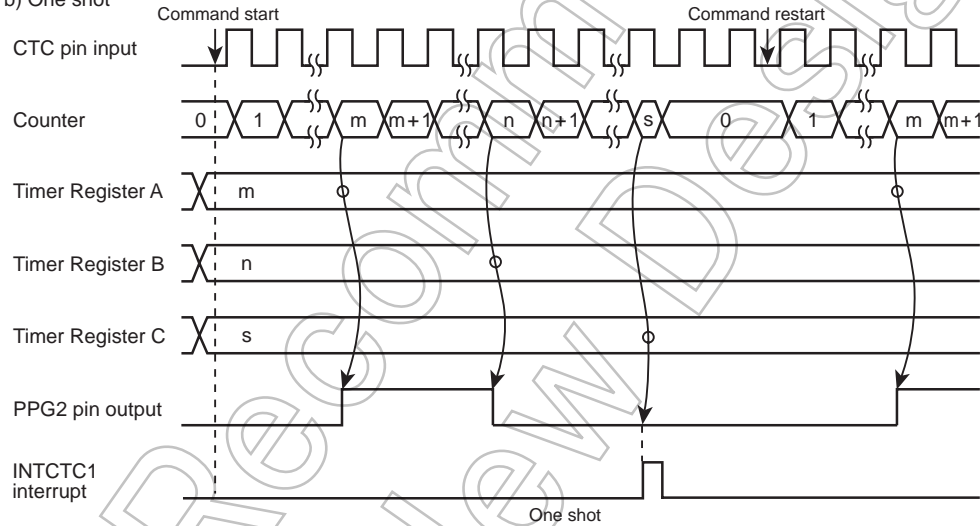 b) One shot
Command start
Command restart
CTC pin input
Counter 0 1 m m+1 n n+1 s 0 1 m m+1
Timer Register A m
Timer Register B n
Timer Register C s
PPG2 pin output
INTCTC1
interrupt
One shot